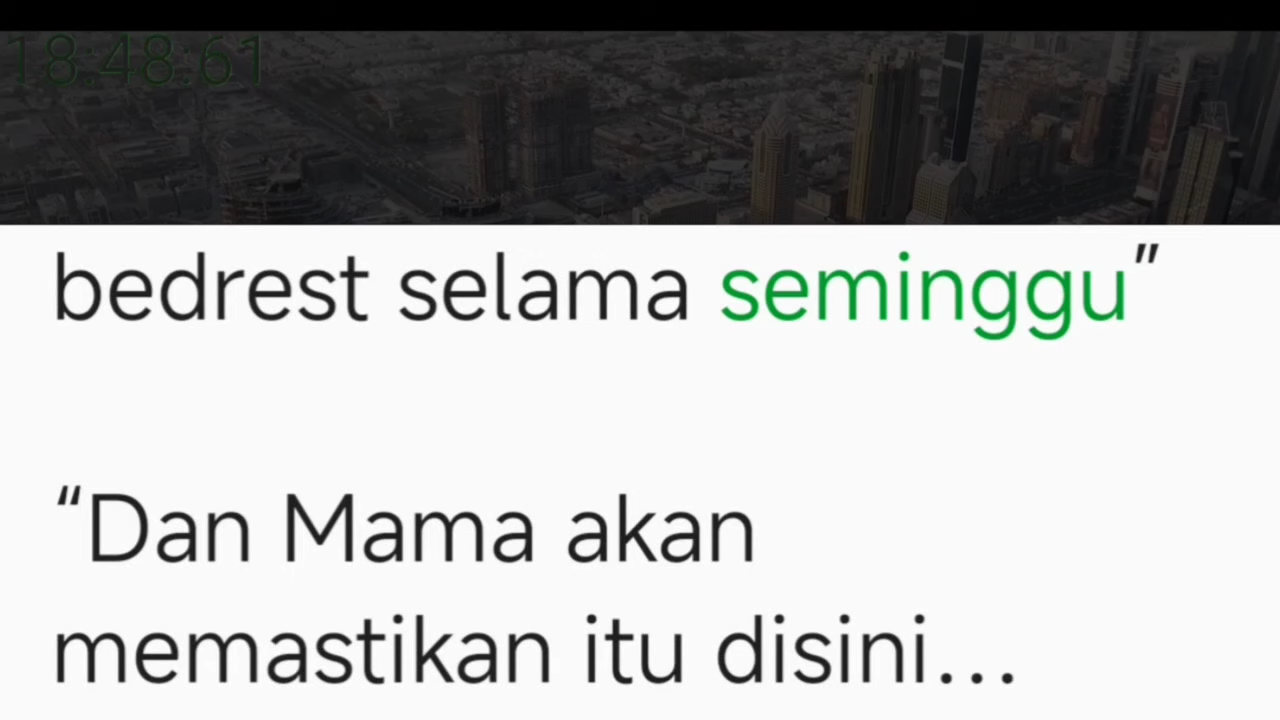 18:48:61
bedrest selama seminggu”
“Dan Mama akan
memastikan itu disini...